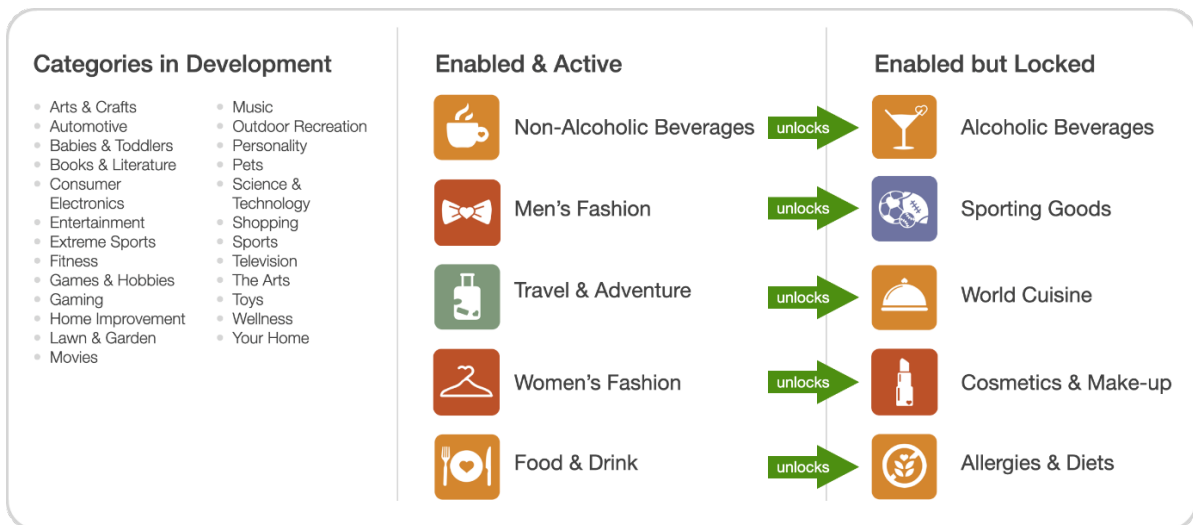 Categories in Development
Arts & Crafts
Automotive
Babies & Toddlers
Books & Literature
Consumer
Electronics
Entertainment
Extreme Sports
Fitness
Games & Hobbies
Gaming
Home Improvement
Lawn & Garden
Movies
Music
Outdoor Recreation
Personality
Pets
Science &
Technology
Shopping
Sports
Television
The Arts
Toys
Wellness
Your Home
Enabled & Active
Enabled but Locked
Non-Alcoholic Beverages
unlocks
Alcoholic Beverages
Men's Fashion
unlocks
Sporting Goods
Travel & Adventure
unlocks
World Cuisine
Women's Fashion
unlocks
Cosmetics & Make-up
Food & Drink
unlocks
Allergies & Diets